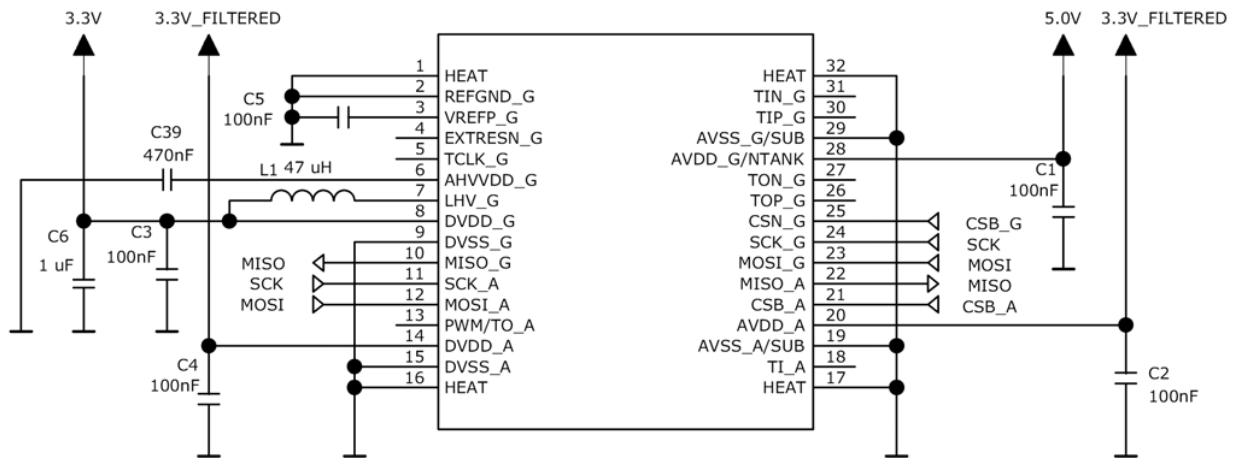 3.3V 3.3V_FILTERED 5.0V 3.3V_FILTERED
1 HEAT HEAT 32
2 REFGND_G TIN_G 31
C5
100nF
3 VREFP_G TIP_G 30
4 EXTRESN_G AVSS_G/SUB 29
C39
470nF
5 TCLK_G AVDD_G/NTANK 28
L1 47 uH
6 AHVVDD_G TON_G 27
C1
100nF
7 LHV_G TOP_G 26
8 DVDD_G CSN_G 25 CSB_G
C6
1 uF
C3
100nF
9 DVSS_G SCK_G 24 SCK
MISO 10 MISO_G MOSI_G 23 MOSI
SCK 11 SCK_A MISO_A 22 MISO
MOSI 12 MOSI_A CSB_A 21 CSB_A
13 PWM/TO_A AVDD_A 20
14 DVDD_A AVSS_A/SUB 19
C4
100nF
15 DVSS_A TI_A 18
16 HEAT HEAT 17
C2
100nF